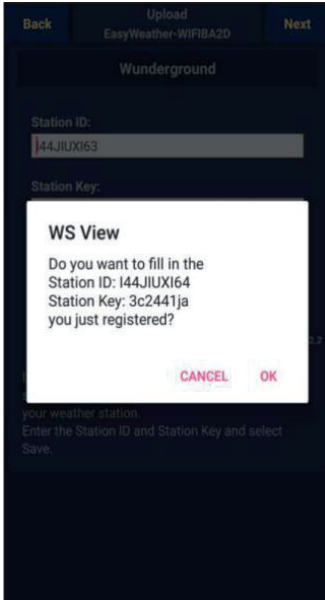 Back
Upload
Next
EasyWeather-WIFIBA2D
Wunderground
Station ID:
I44JIUXI63
Station Key:
WS View
Do you want to fill in the
Station ID: I44JIUXI64
Station Key: 3c2441ja
you just registered?
CANCEL OK
your weather station.
Enter the Station ID and Station Key and select
Save.